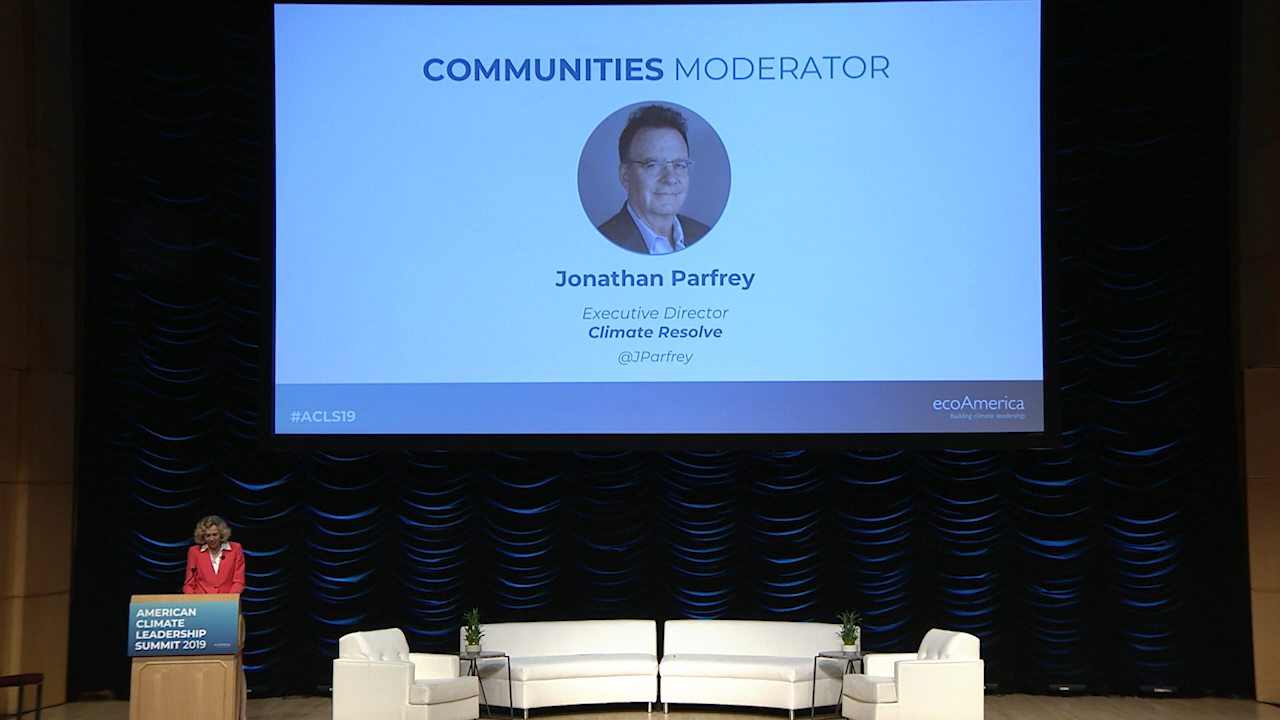 COMMUNITIES MODERATOR
Jonathan Parfrey
Executive Director
Climate Resolve
@JParfrey
#ACLS19
ecoAmerica
building climate leadership
AMERICAN
CLIMATE
LEADERSHIP
SUMMIT 2019